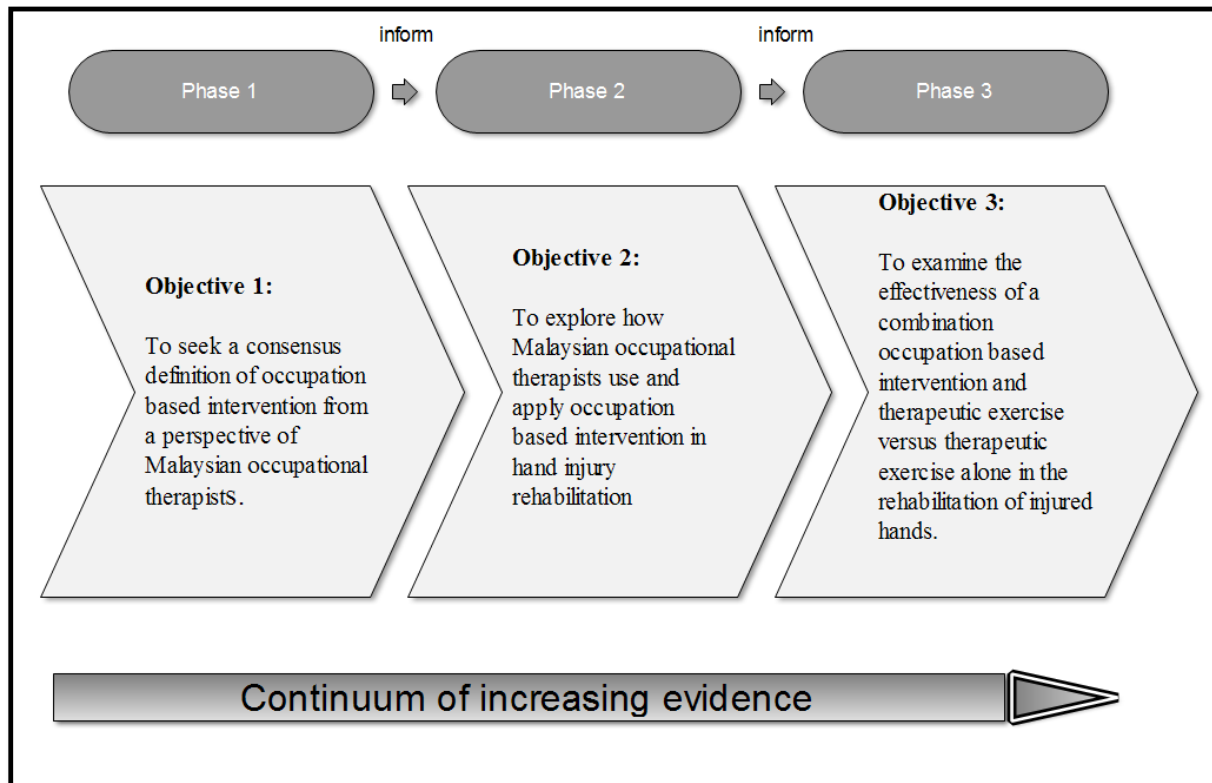 inform
inform
Phase 1
Phase 2
Phase 3
Objective 1:
To seek a consensus
definition of occupation
based intervention from
a perspective of
Malaysian occupational
therapists.
Objective 2:
To explore how
Malaysian occupational
therapists use and
apply occupation
based intervention in
hand injury
rehabilitation
Objective 3:
To examine the
effectiveness of a
combination
occupation based
intervention and
therapeutic exercise
versus therapeutic
exercise alone in the
rehabilitation of injured
hands.
Continuum of increasing evidence